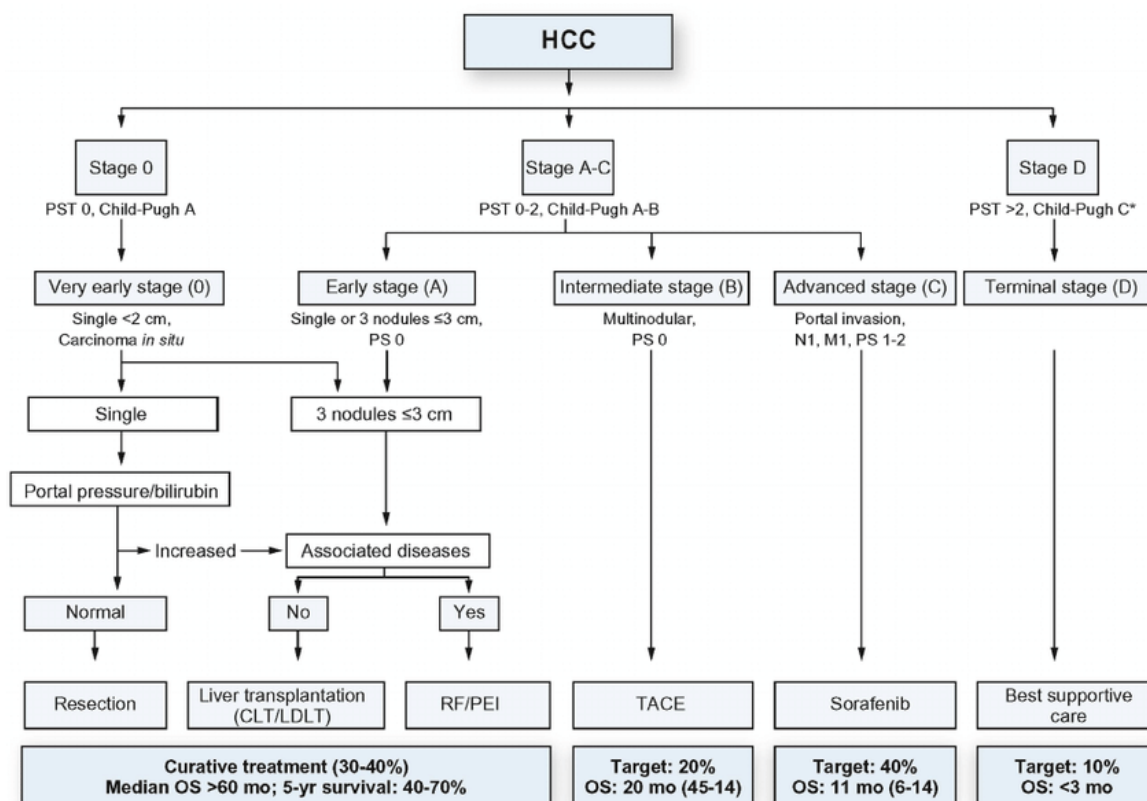 HCC
Stage 0
Stage A-C
Stage D
PST 0, Child-Pugh A
PST 0-2, Child-Pugh A-B
PST >2, Child-Pugh C*
Very early stage (0)
Early stage (A)
Intermediate stage (B)
Advanced stage (C)
Terminal stage (D)
Single <2 cm,
Carcinoma in situ
Single or 3 nodules ≤3 cm,
PS 0
Multinodular,
PS 0
Portal invasion,
N1, M1, PS 1-2
Single
3 nodules ≤3 cm
Portal pressure/bilirubin
Increased
Associated diseases
Normal
No
Yes
Resection
Liver transplantation
(CLT/LDLT)
RF/PEI
TACE
Sorafenib
Best supportive
care
Curative treatment (30-40%)
Median OS >60 mo; 5-yr survival: 40-70%
Target: 20%
OS: 20 mo (45-14)
Target: 40%
OS: 11 mo (6-14)
Target: 10%
OS: <3 mo